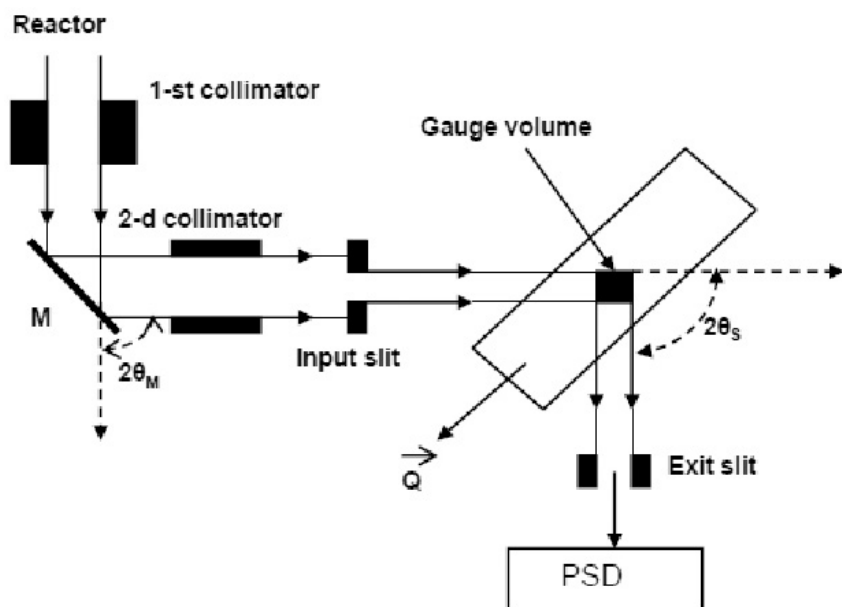 Reactor
1-st collimator
Gauge volume
2-d collimator
M
2θM
Input slit
2θS
Q
Exit slit
PSD